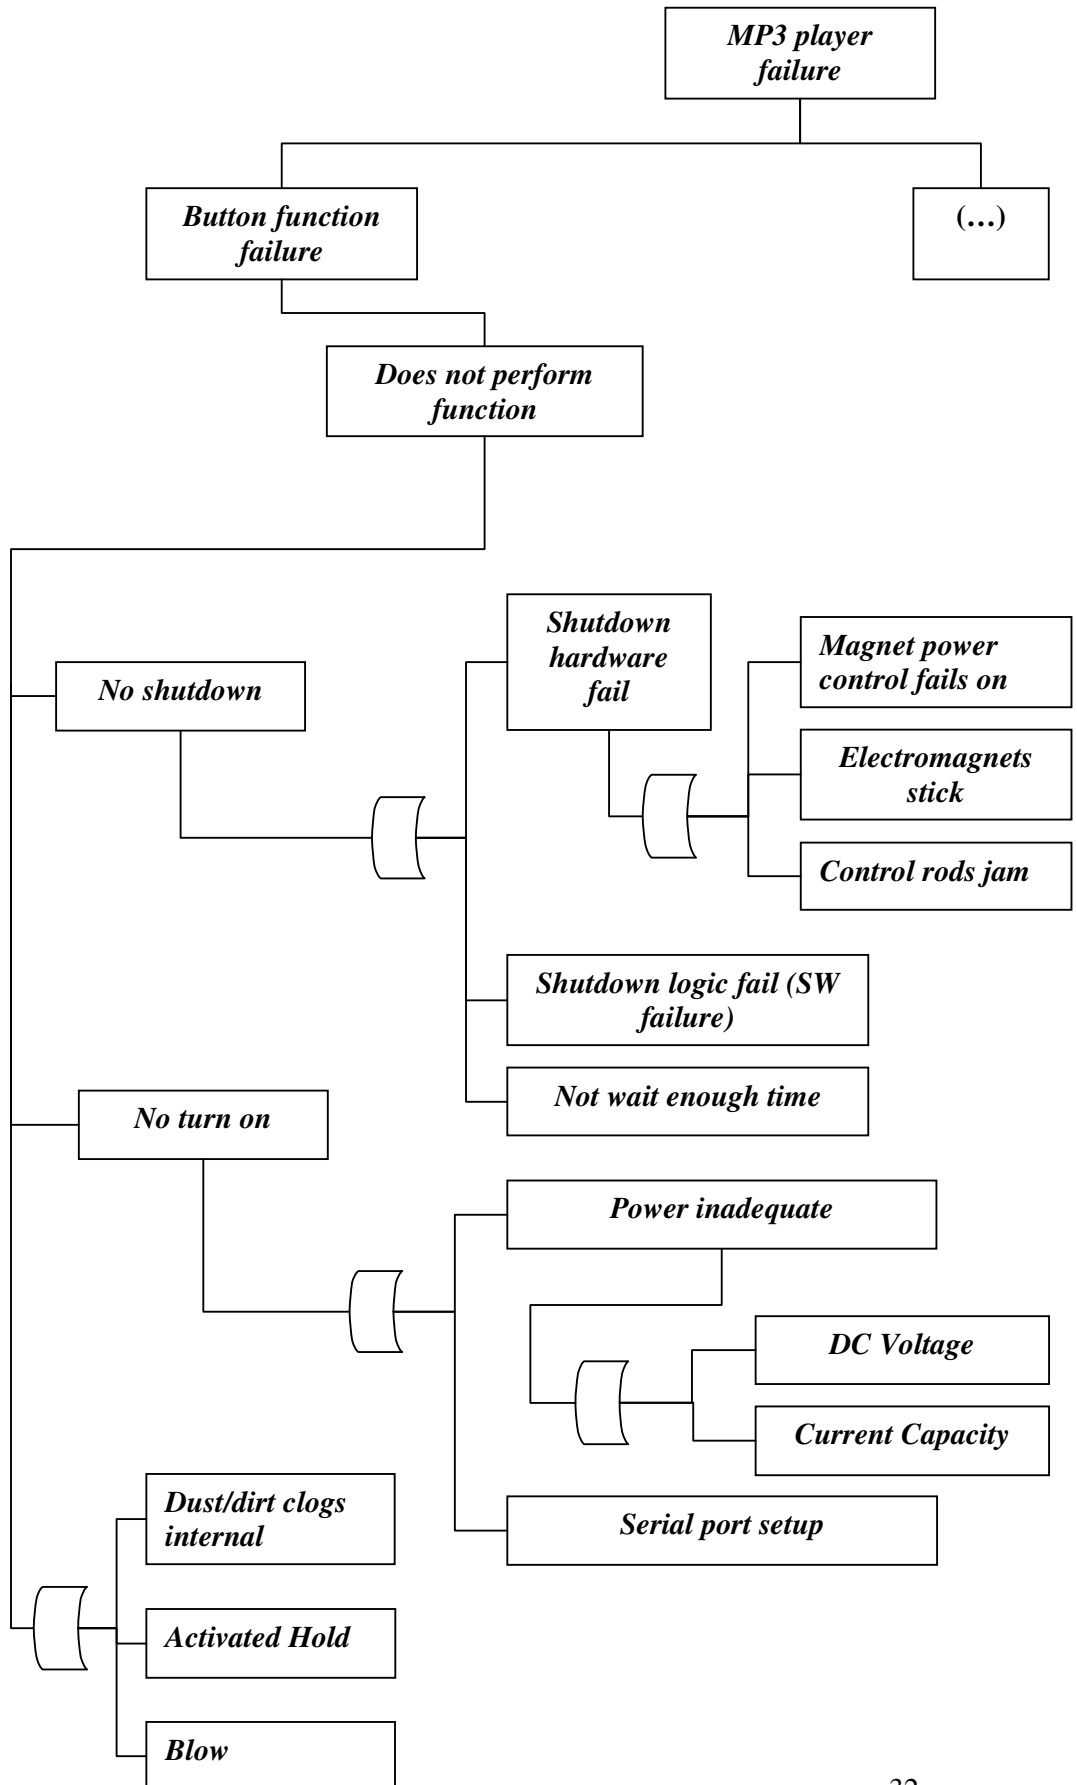 MP3 player
failure
Button function
failure
(…)
Does not perform
function
Shutdown
hardware
fail
Magnet power
control fails on
No shutdown
Electromagnets
stick
Control rods jam
Shutdown logic fail (SW
failure)
Not wait enough time
No turn on
Power inadequate
DC Voltage
Current Capacity
Dust/dirt clogs
internal
Serial port setup
Activated Hold
Blow
32